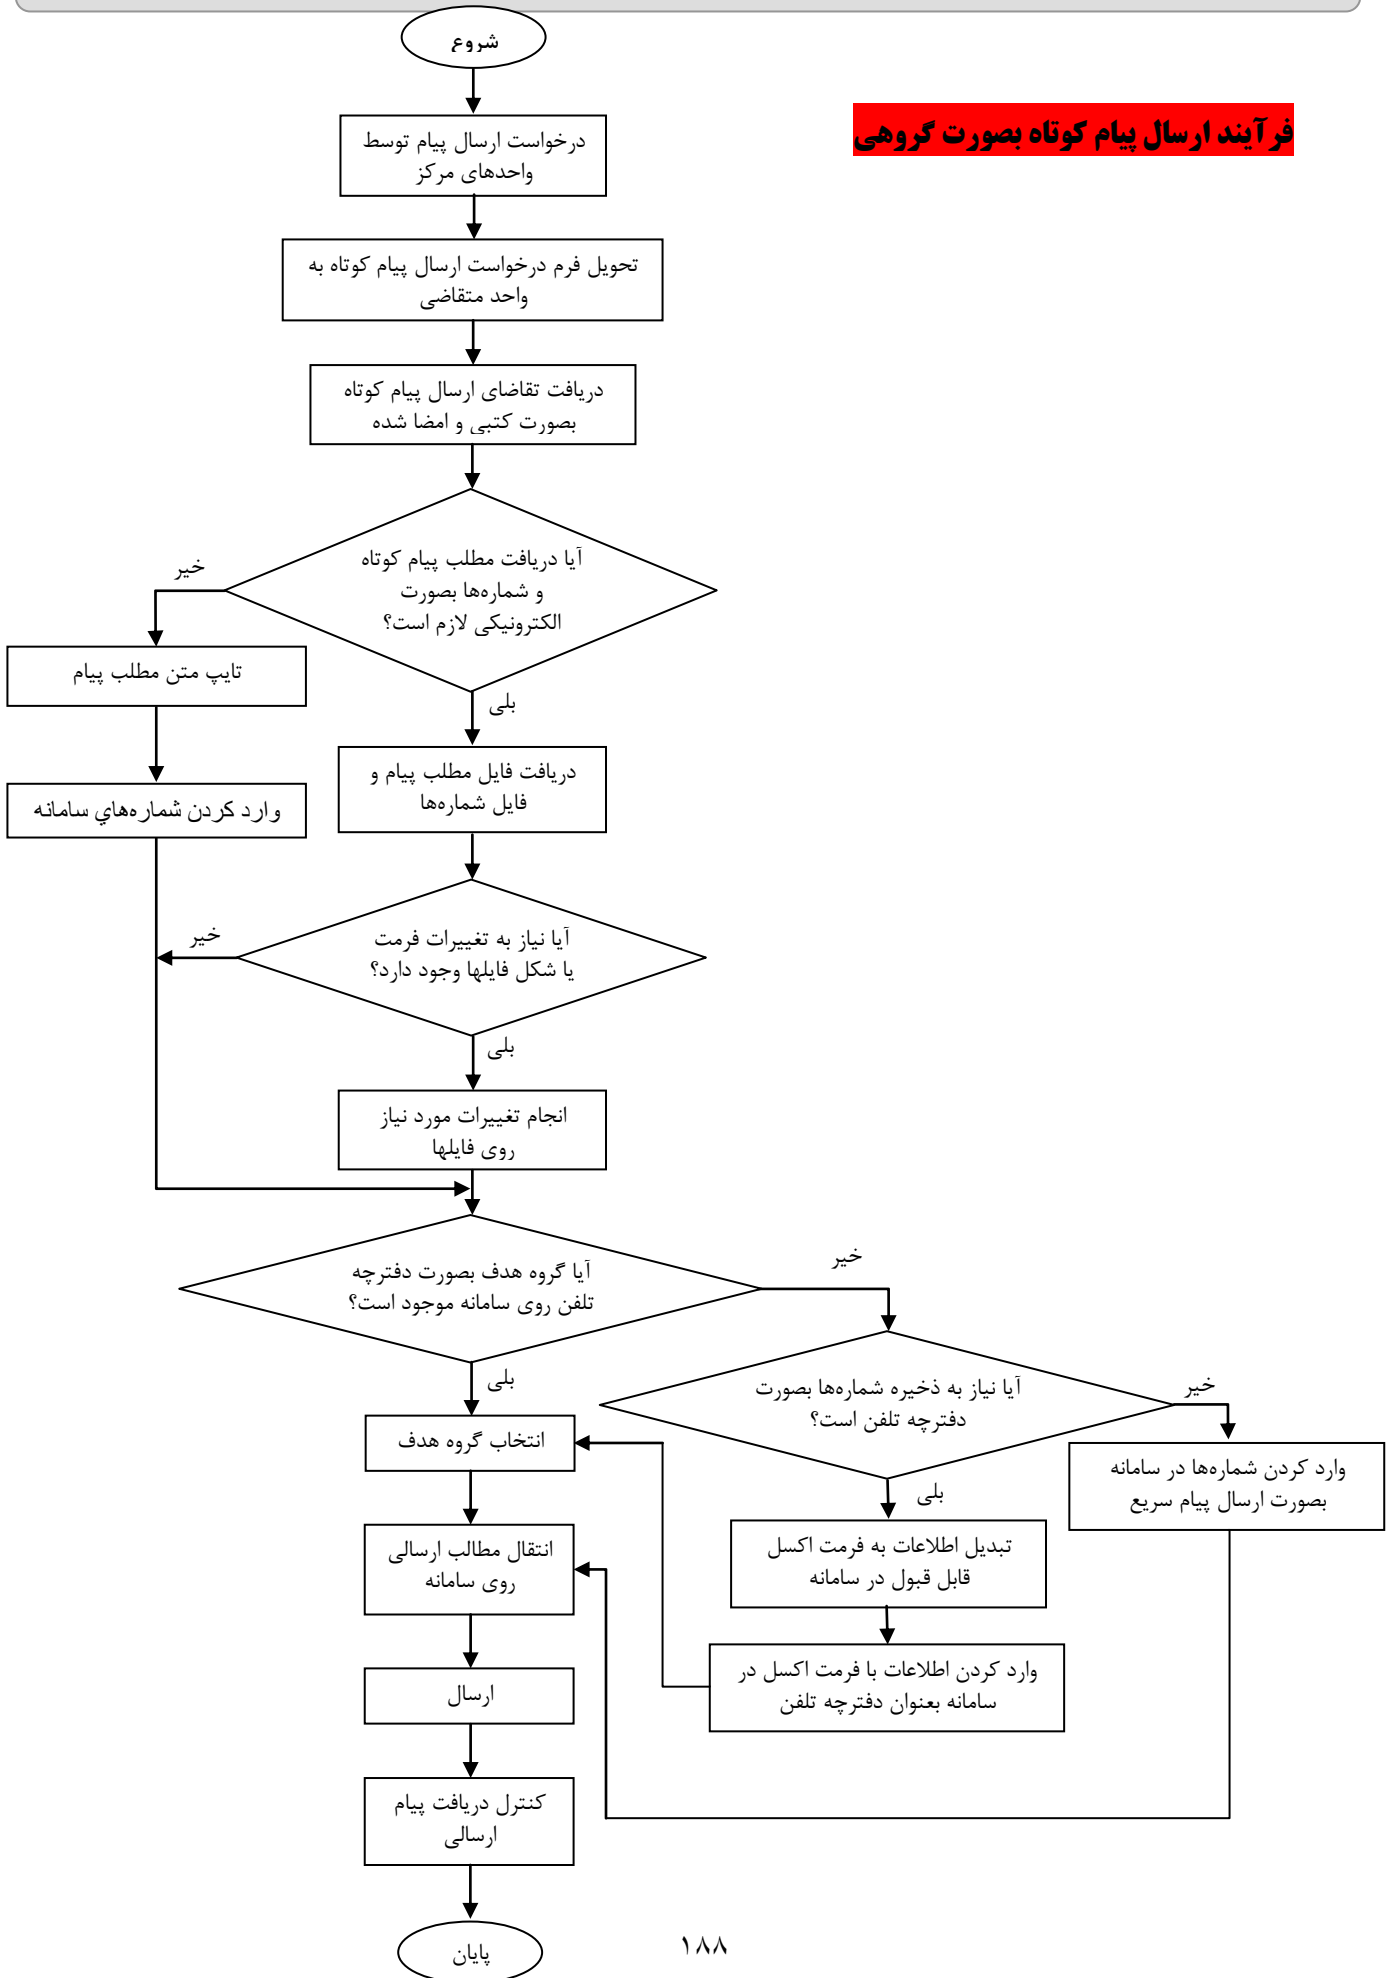 شروع
فرآیند ارسال پیام کوتاه بصورت گروهی
درخواست ارسال پیام توسط
واحدهای مرکز
تحویل فرم درخواست ارسال پیام کوتاه به
واحد متقاضی
دریافت تقاضای ارسال پیام کوتاه
بصورت کتبی و امضا شده
آیا دریافت مطلب پیام کوتاه
و شماره‌ها بصورت
الکترونیکی لازم است؟
خیر
تایپ متن مطلب پیام
وارد کردن شماره‌هاي سامانه
بلی
دریافت فایل مطلب پیام و
فایل شماره‌ها
آیا نیاز به تغییرات فرمت
یا شکل فایلها وجود دارد؟
خیر
بلی
انجام تغییرات مورد نیاز
روی فایلها
آیا گروه هدف بصورت دفترچه
تلفن روی سامانه موجود است؟
خیر
بلی
آیا نیاز به ذخیره شماره‌ها بصورت
دفترچه تلفن است؟
خیر
وارد کردن شماره‌ها در سامانه
بصورت ارسال پیام سریع
بلی
تبدیل اطلاعات به فرمت اکسل
قابل قبول در سامانه
وارد کردن اطلاعات با فرمت اکسل در
سامانه بعنوان دفترچه تلفن
انتخاب گروه هدف
انتقال مطالب ارسالی
روی سامانه
ارسال
کنترل دریافت پیام
ارسالی
پایان
۱۸۸